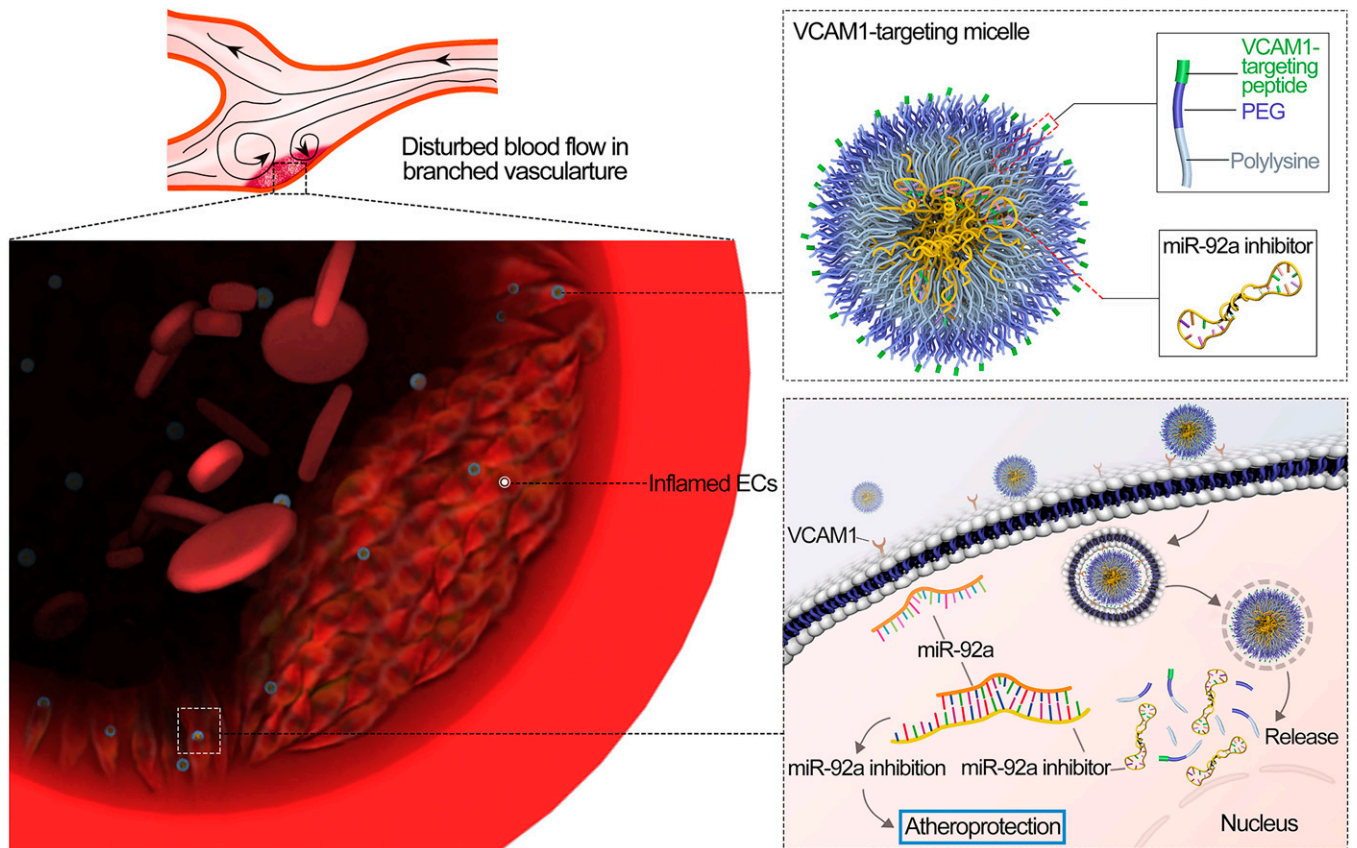 Disturbed blood flow in
branched vascularture
VCAM1-targeting micelle
VCAM1-
targeting
peptide
PEG
Polylysine
miR-92a inhibitor
Inflamed ECs
VCAM1
miR-92a
Release
miR-92a inhibition
miR-92a inhibitor
Atheroprotection
Nucleus